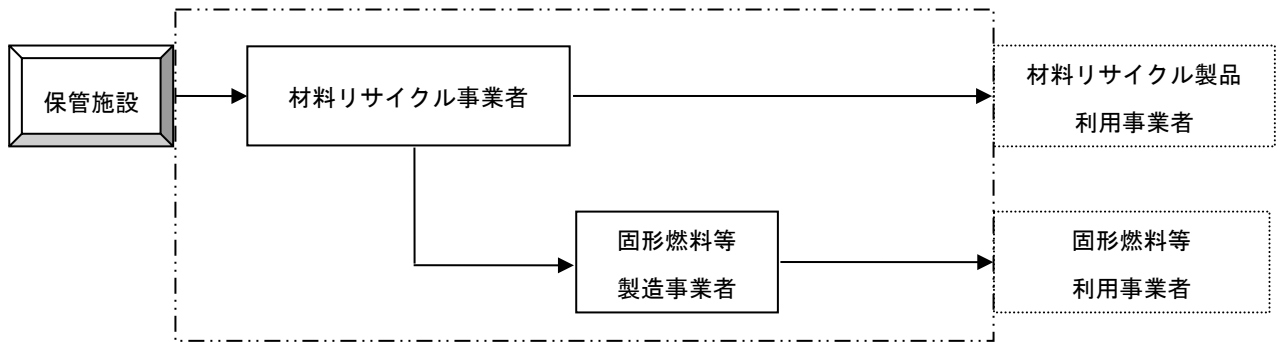 保管施設
材料リサイクル事業者
材料リサイクル製品
利用事業者
固形燃料等
製造事業者
固形燃料等
利用事業者